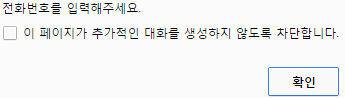 전화번호를 입력해주세요.
이 페이지가 추가적인 대화를 생성하지 않도록 차단합니다.
확인